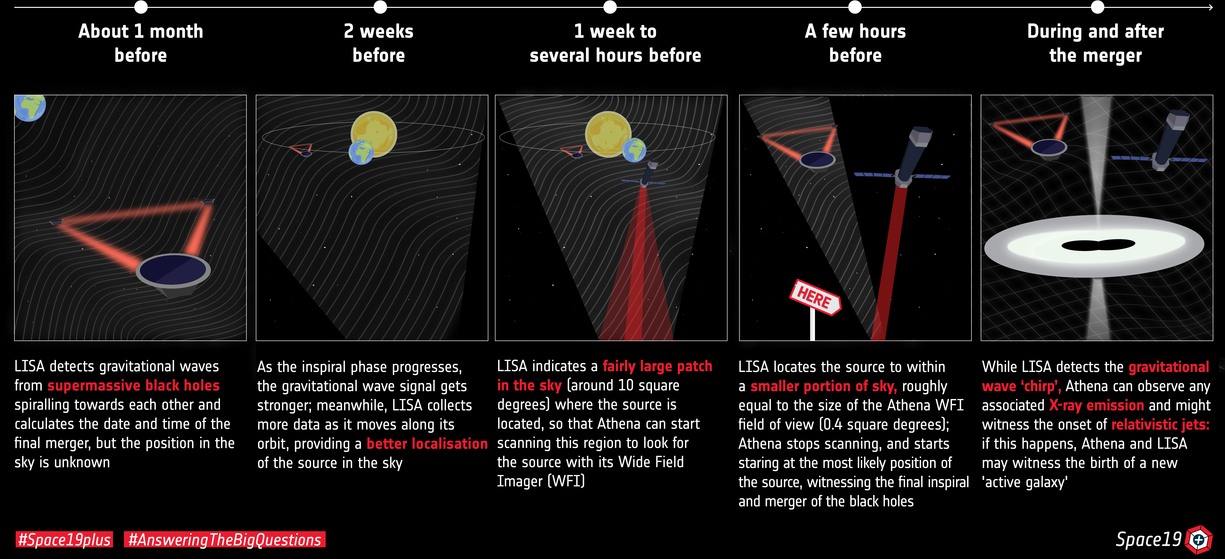 About 1 month
before
2 weeks
before
1 week to
several hours before
A few hours
before
During and after
the merger
HERE
LISA detects gravitational waves
from supermassive black holes
spiralling towards each other and
calculates the date and time of the
final merger, but the position in the
sky is unknown
As the inspiral phase progresses,
the gravitational wave signal gets
stronger; meanwhile, LISA collects
more data as it moves along its
orbit, providing a better localisation
of the source in the sky
LISA indicates a fairly large patch
in the sky (around 10 square
degrees) where the source is
located, so that Athena can start
scanning this region to look for
the source with its Wide Field
Imager (WFI)
LISA locates the source to within
a smaller portion of sky, roughly
equal to the size of the Athena WFI
field of view (0.4 square degrees);
Athena stops scanning, and starts
staring at the most likely position of
the source, witnessing the final inspiral
and merger of the black holes
While LISA detects the gravitational
wave 'chirp', Athena can observe any
associated X-ray emission and might
witness the onset of relativistic jets:
if this happens, Athena and LISA
may witness the birth of a new
'active galaxy'
#Space19plus #AnsweringTheBigQuestions
Space19